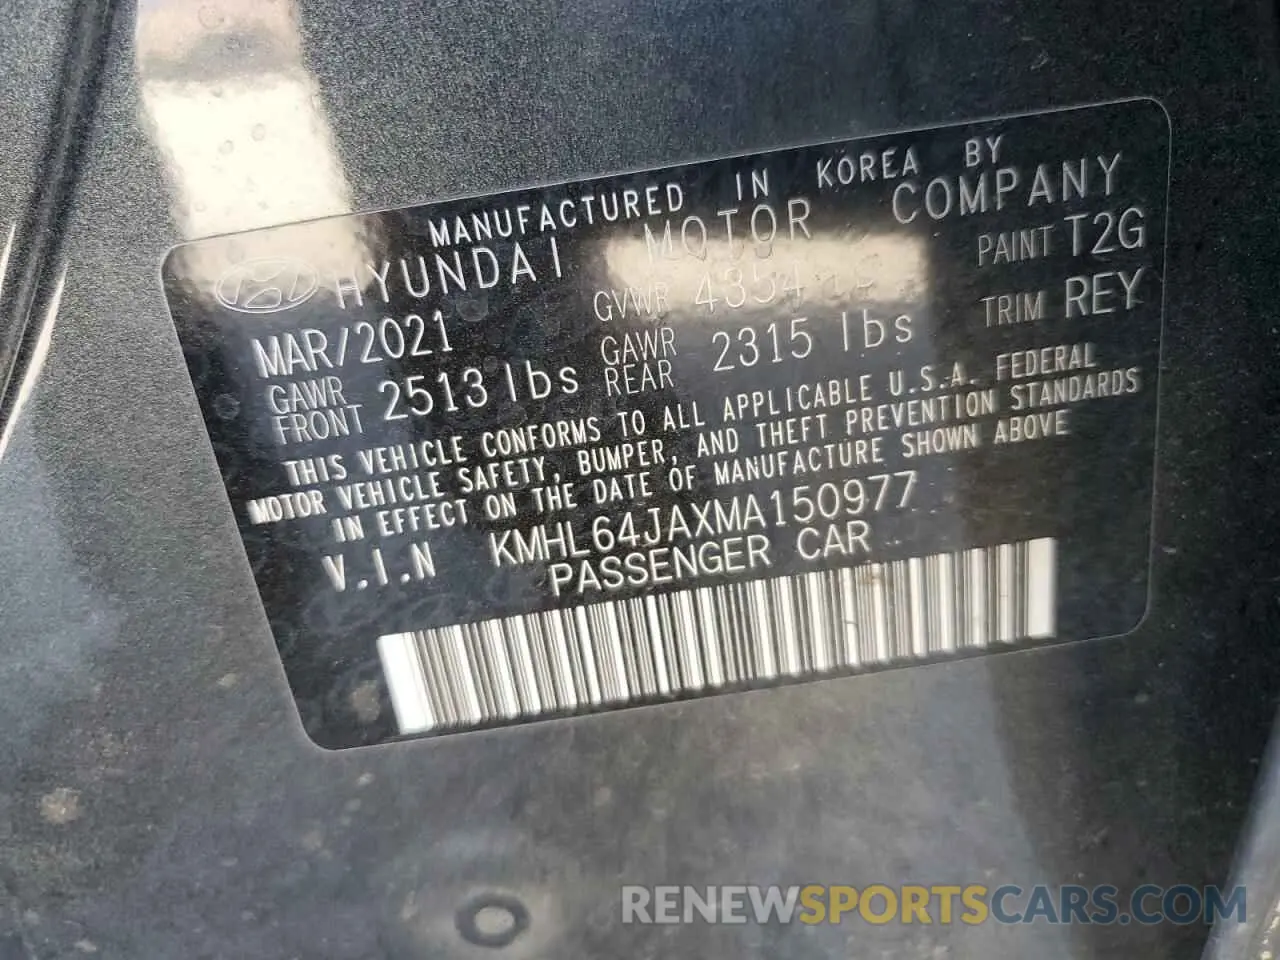 MANUFACTURED IN KOREA BY
HYUNDAI MOTOR COMPANY
MAR/2021 GVWR 4354 PAINT T2G
GAWR FRONT 2513 lbs GAWR REAR 2315 lbs TRIM REY
THIS VEHICLE CONFORMS TO ALL APPLICABLE U.S.A. FEDERAL
MOTOR VEHICLE SAFETY, BUMPER, AND THEFT PREVENTION STANDARDS
IN EFFECT ON THE DATE OF MANUFACTURE SHOWN ABOVE
V.I.N KMHL64JAXMA150977
PASSENGER CAR
RENEWSPORTSCARS.COM